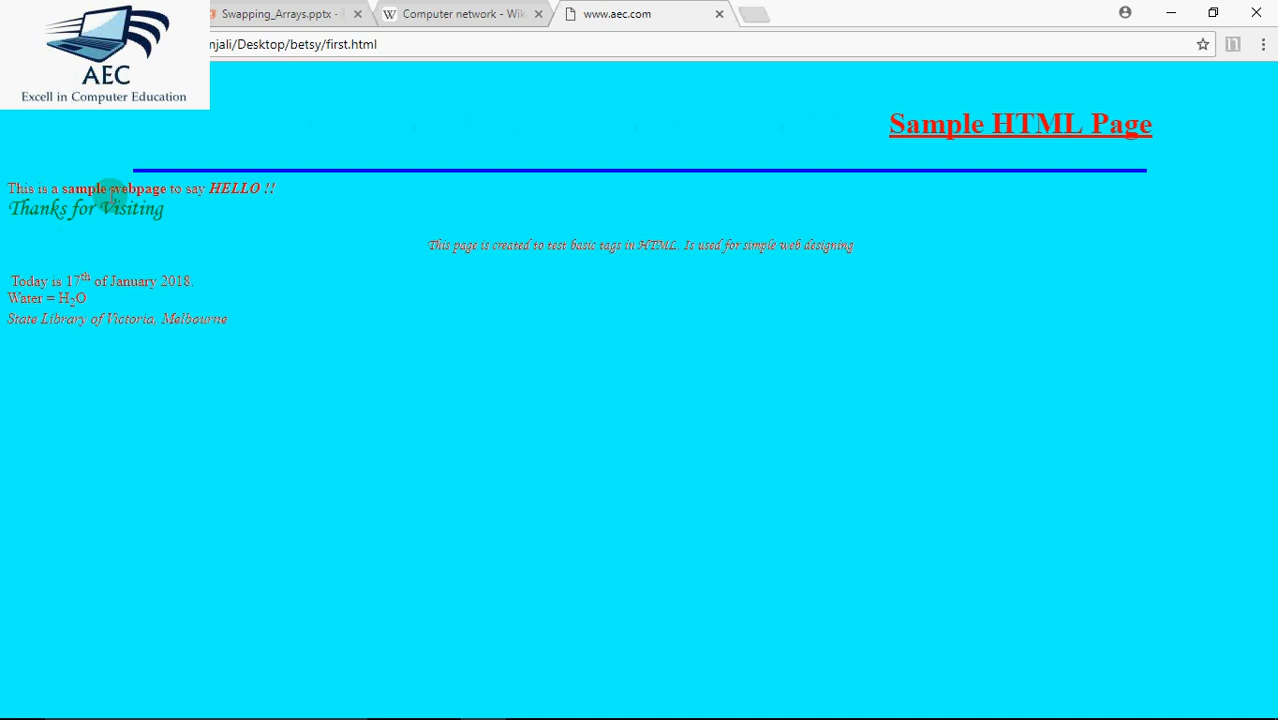 Swapping_Arrays.pptx -
Computer network - Wik
www.aec.com
AEC
Excell in Computer Education
njali/Desktop/betsy/first.html
Sample HTML Page
This is a sample webpage to say HELLO !!
Thanks for Visiting
This page is created to test basic tags in HTML. Is used for simple web designing
Today is 17th of January 2018.
Water = H2O
State Library of Victoria, Melbourne